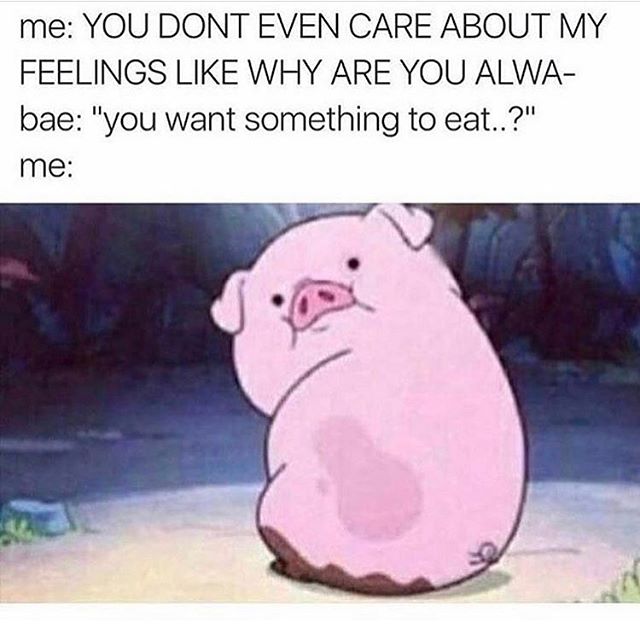 me: YOU DONT EVEN CARE ABOUT MY
FEELINGS LIKE WHY ARE YOU ALWA-
bae: "you want something to eat..?"
me: